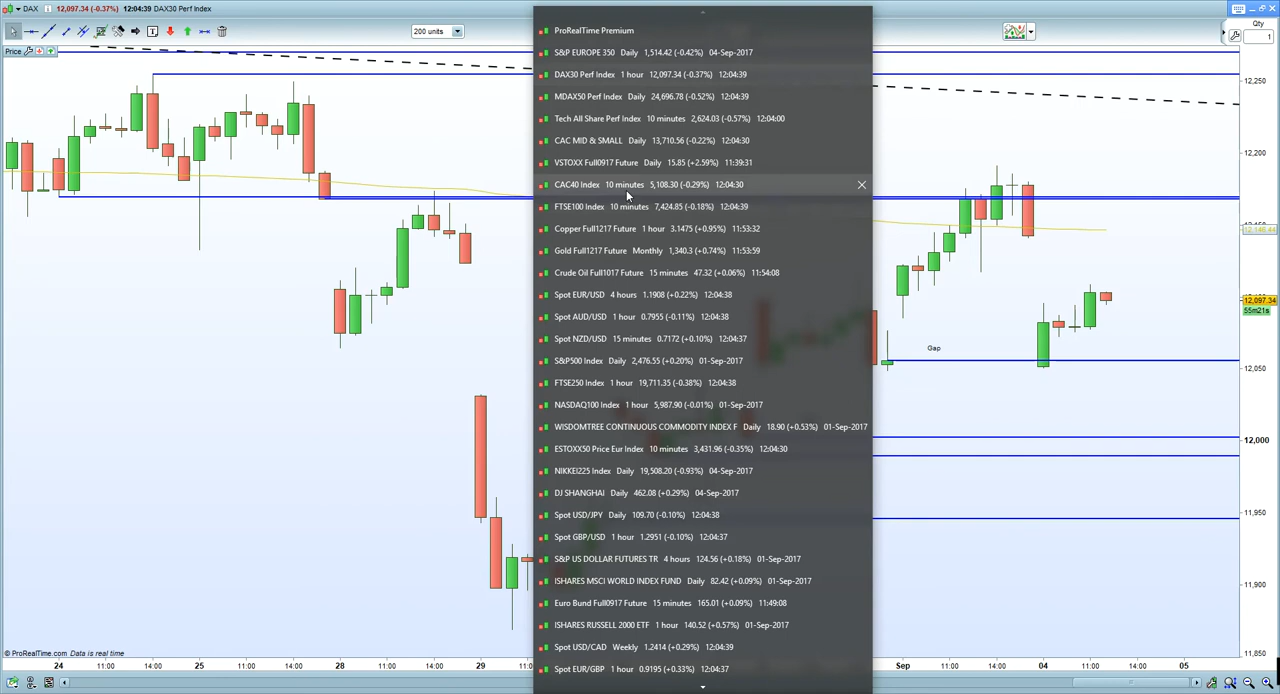 DAX 12,097.34 (-0.37%) 12:04:39 DAX30 Perf Index
200 units
Qty
Price
1
ProRealTime Premium
S&P EUROPE 350 Daily 1,514.42 (-0.42%) 04-Sep-2017
DAX30 Perf Index 1 hour 12,097.34 (-0.37%) 12:04:39
MDAX50 Perf Index Daily 24,696.78 (-0.52%) 12:04:39
Tech All Share Perf Index 10 minutes 2,624.03 (-0.57%) 12:04:00
CAC MID & SMALL Daily 13,710.56 (-0.22%) 12:04:30
VSTOXX Full0917 Future Daily 15.85 (+2.59%) 11:39:31
CAC40 Index 10 minutes 5,108.30 (-0.29%) 12:04:30
FTSE100 Index 10 minutes 7,424.85 (-0.18%) 12:04:39
Copper Full1217 Future 1 hour 3.1475 (+0.95%) 11:53:32
Gold Full1217 Future Monthly 1,340.3 (+0.74%) 11:53:59
Crude Oil Full1017 Future 15 minutes 47.32 (+0.06%) 11:54:08
Spot EUR/USD 4 hours 1.1908 (+0.22%) 12:04:38
Spot AUD/USD 1 hour 0.7955 (-0.11%) 12:04:38
Spot NZD/USD 15 minutes 0.7172 (+0.10%) 12:04:37
S&P500 Index Daily 2,476.55 (+0.20%) 01-Sep-2017
FTSE250 Index 1 hour 19,711.35 (-0.38%) 12:04:38
NASDAQ100 Index 1 hour 5,987.90 (-0.01%) 01-Sep-2017
WISDOMTREE CONTINUOUS COMMODITY INDEX F Daily 18.90 (+0.53%) 01-Sep-2017
ESTOXX50 Price Eur Index 10 minutes 3,431.96 (-0.35%) 12:04:30
NIKKEI225 Index Daily 19,508.20 (-0.93%) 04-Sep-2017
DJ SHANGHAI Daily 462.08 (+0.29%) 04-Sep-2017
Spot USD/JPY Daily 109.70 (-0.10%) 12:04:38
Spot GBP/USD 1 hour 1.2951 (-0.10%) 12:04:37
S&P US DOLLAR FUTURES TR 4 hours 124.56 (+0.18%) 01-Sep-2017
ISHARES MSCI WORLD INDEX FUND Daily 82.42 (+0.09%) 01-Sep-2017
Euro Bund Full0917 Future 15 minutes 165.01 (+0.09%) 11:49:08
ISHARES RUSSELL 2000 ETF 1 hour 140.52 (+0.57%) 01-Sep-2017
Spot USD/CAD Weekly 1.2414 (+0.29%) 12:04:39
Spot EUR/GBP 1 hour 0.9195 (+0.33%) 12:04:37
Gap
12,250
12,200
12,146.44
12,097.34
55m21s
12,050
12,000
11,950
11,900
11,850
© ProRealTime.com Data is real time
24 11:00 14:00 25 11:00 14:00 28 11:00 14:00 29 11:00 Sep 11:00 14:00 04 11:00 14:00 05